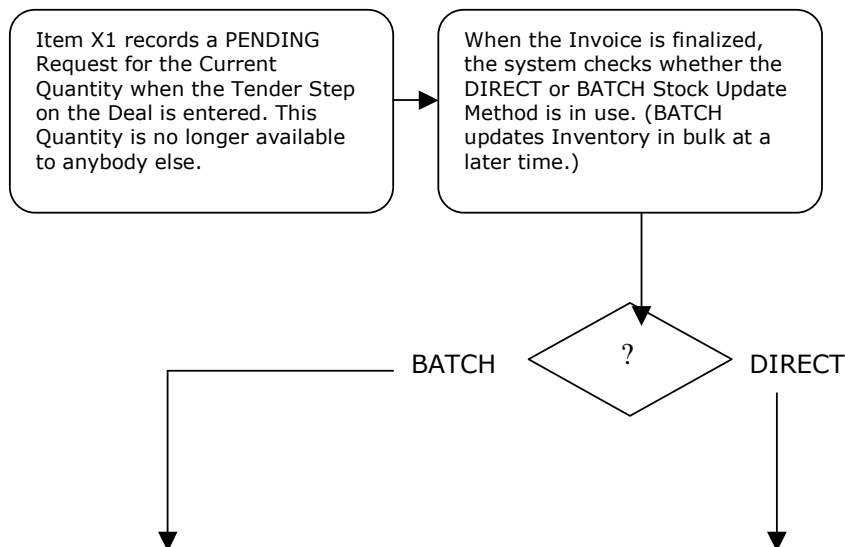 Item X1 records a PENDING
Request for the Current
Quantity when the Tender Step
on the Deal is entered. This
Quantity is no longer available
to anybody else.
When the Invoice is finalized,
the system checks whether the
DIRECT or BATCH Stock Update
Method is in use. (BATCH
updates Inventory in bulk at a
later time.)
?
BATCH
DIRECT